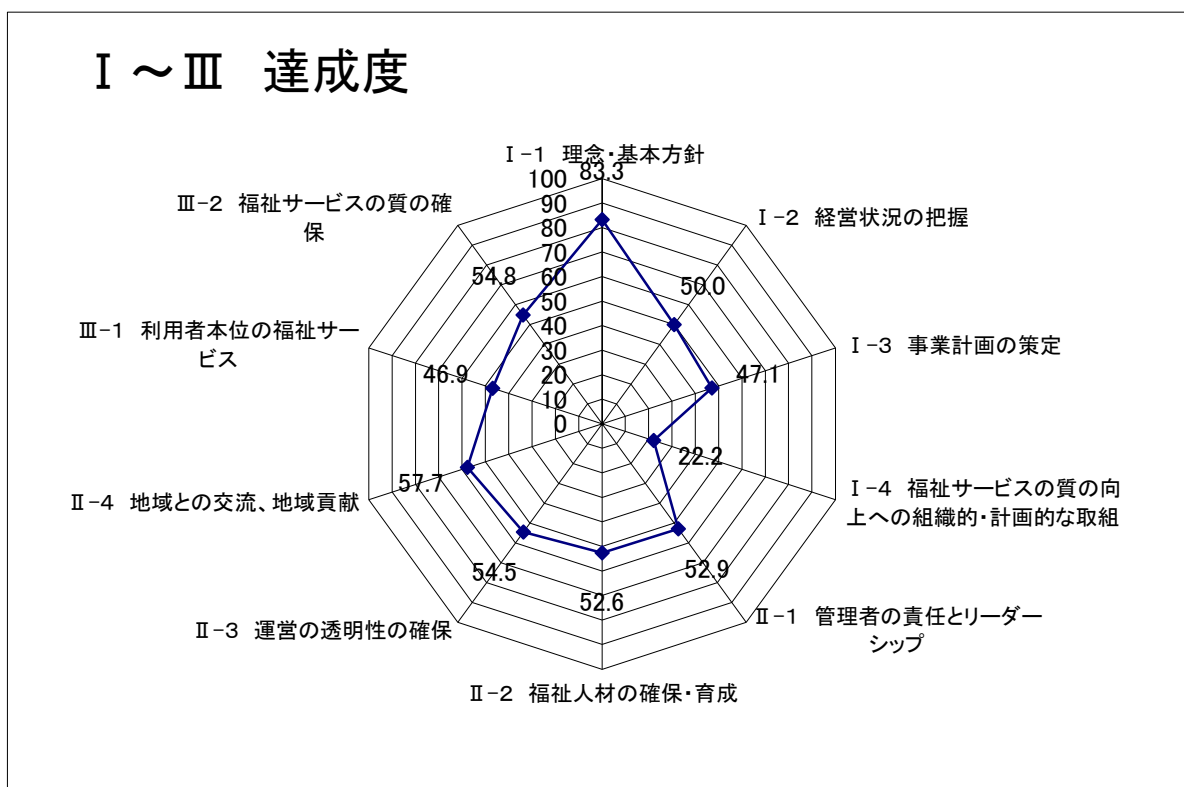 Ⅰ～Ⅲ 達成度
Ⅰ-1 理念・基本方針
83.3
100
90
80
70
60
50
40
30
20
10
0
Ⅰ-2 経営状況の把握
50.0
Ⅰ-3 事業計画の策定
47.1
Ⅰ-4 福祉サービスの質の向
上への組織的・計画的な取組
22.2
Ⅱ-1 管理者の責任とリーダー
シップ
52.9
Ⅱ-2 福祉人材の確保・育成
52.6
Ⅱ-3 運営の透明性の確保
54.5
Ⅱ-4 地域との交流、地域貢献
57.7
Ⅲ-1 利用者本位の福祉サー
ビス
46.9
Ⅲ-2 福祉サービスの質の確
保
54.8